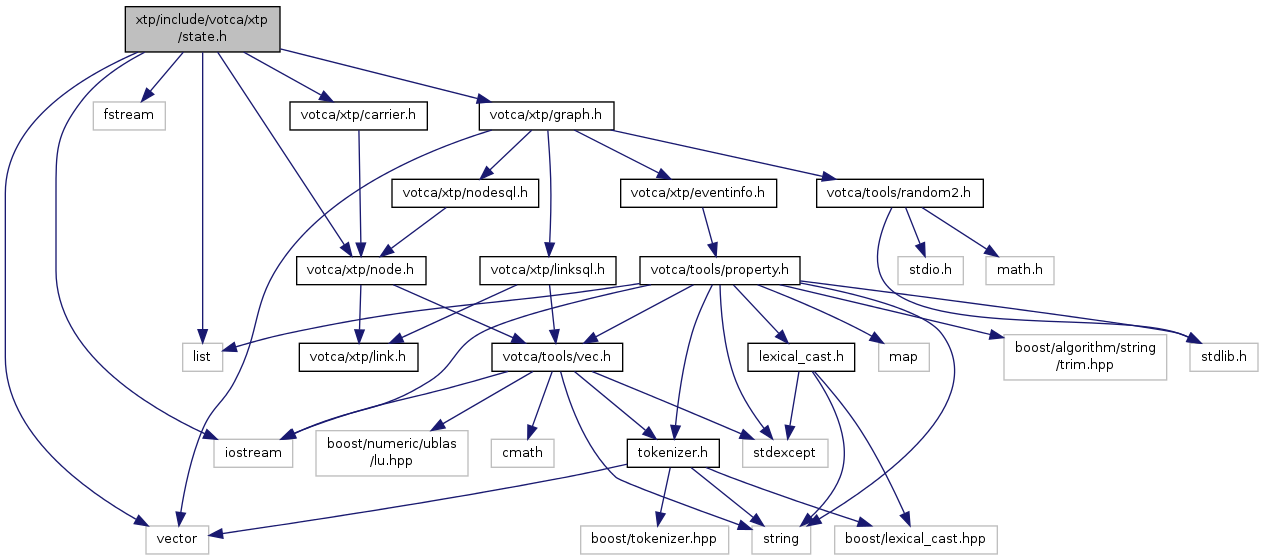 xtp/include/votca/xtp
/state.h
fstream
votca/xtp/carrier.h
votca/xtp/graph.h
votca/xtp/nodesql.h
votca/xtp/eventinfo.h
votca/tools/random2.h
votca/xtp/node.h
votca/xtp/linksql.h
votca/tools/property.h
stdio.h
math.h
list
votca/xtp/link.h
votca/tools/vec.h
lexical_cast.h
map
boost/algorithm/string
/trim.hpp
stdlib.h
iostream
boost/numeric/ublas
/lu.hpp
cmath
tokenizer.h
stdexcept
vector
boost/tokenizer.hpp
string
boost/lexical_cast.hpp